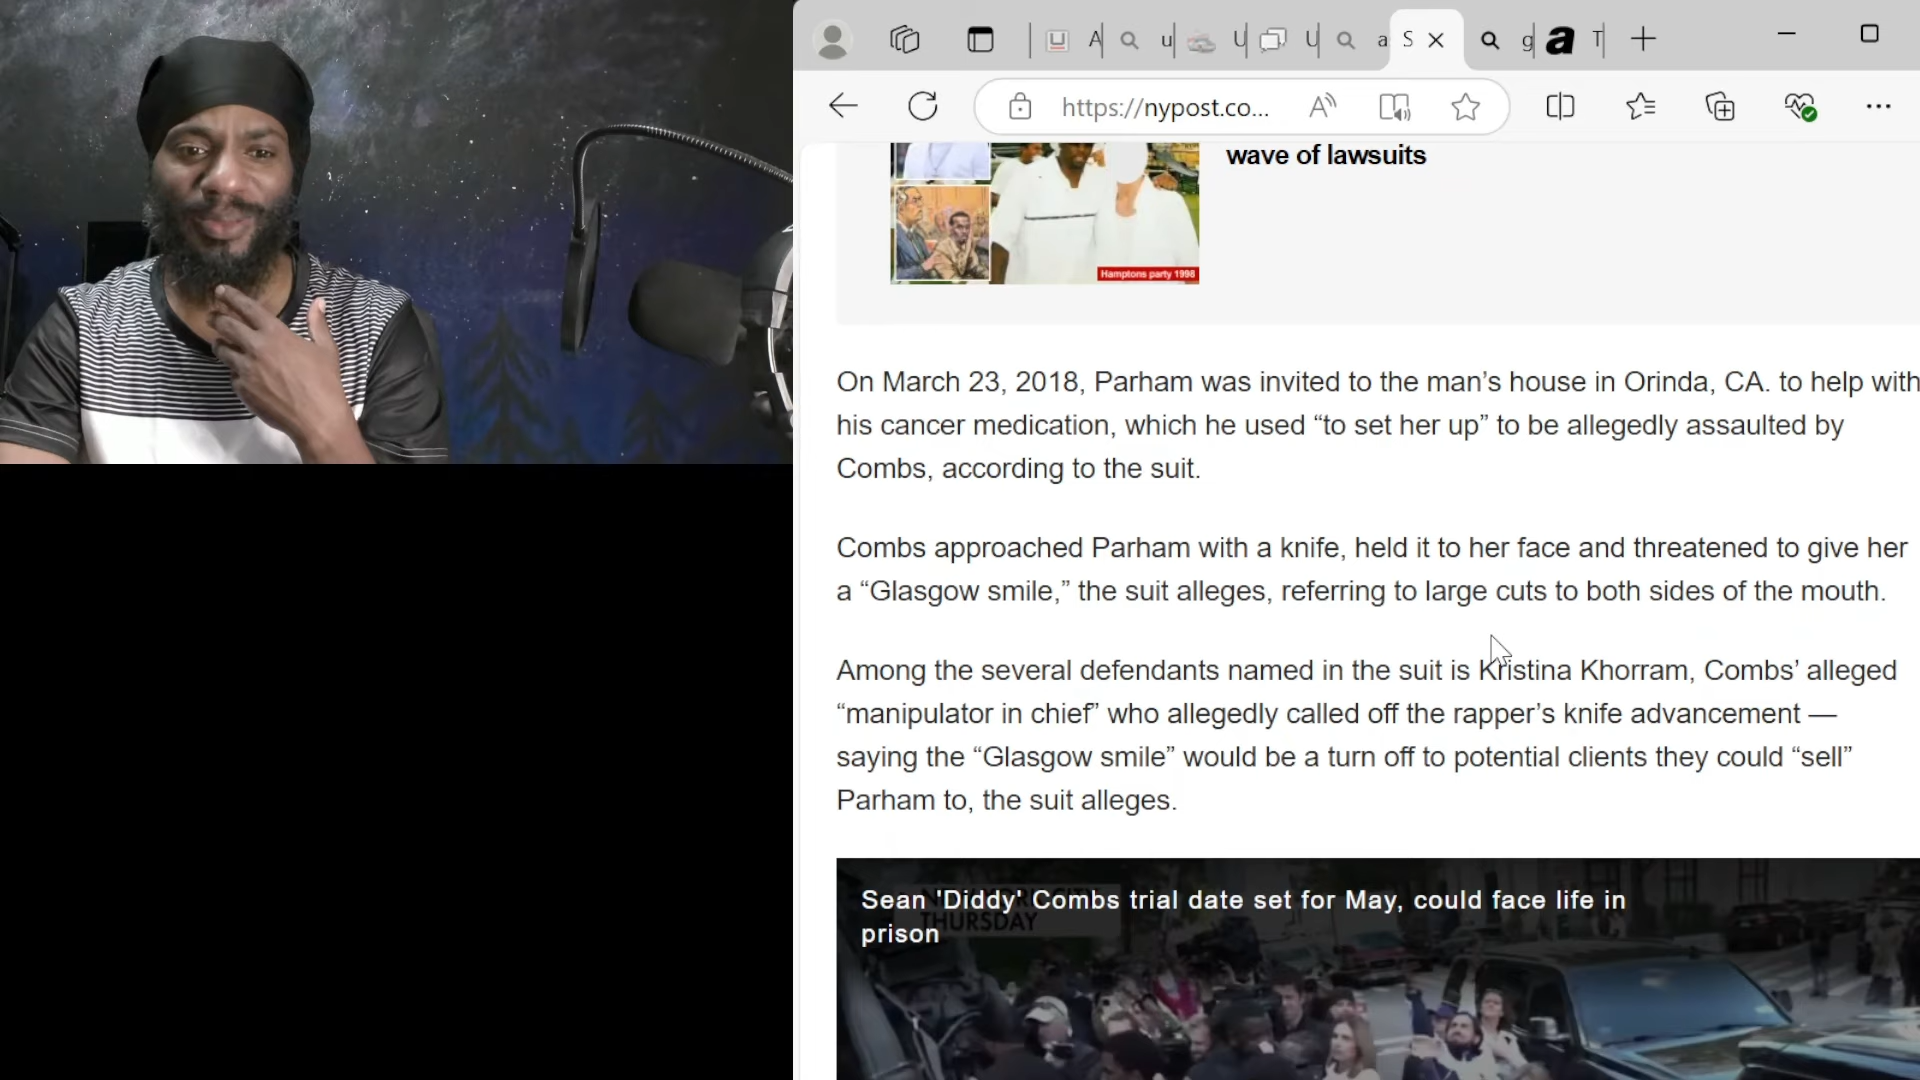 A u U U a S g a T
https://nypost.co...
wave of lawsuits
Hamptons party 1998
On March 23, 2018, Parham was invited to the man’s house in Orinda, CA. to help with
his cancer medication, which he used “to set her up” to be allegedly assaulted by
Combs, according to the suit.
Combs approached Parham with a knife, held it to her face and threatened to give her
a “Glasgow smile,” the suit alleges, referring to large cuts to both sides of the mouth.
Among the several defendants named in the suit is Kristina Khorram, Combs’ alleged
“manipulator in chief” who allegedly called off the rapper’s knife advancement —
saying the “Glasgow smile” would be a turn off to potential clients they could “sell”
Parham to, the suit alleges.
Sean 'Diddy' Combs trial date set for May, could face life in
prison
THURSDAY